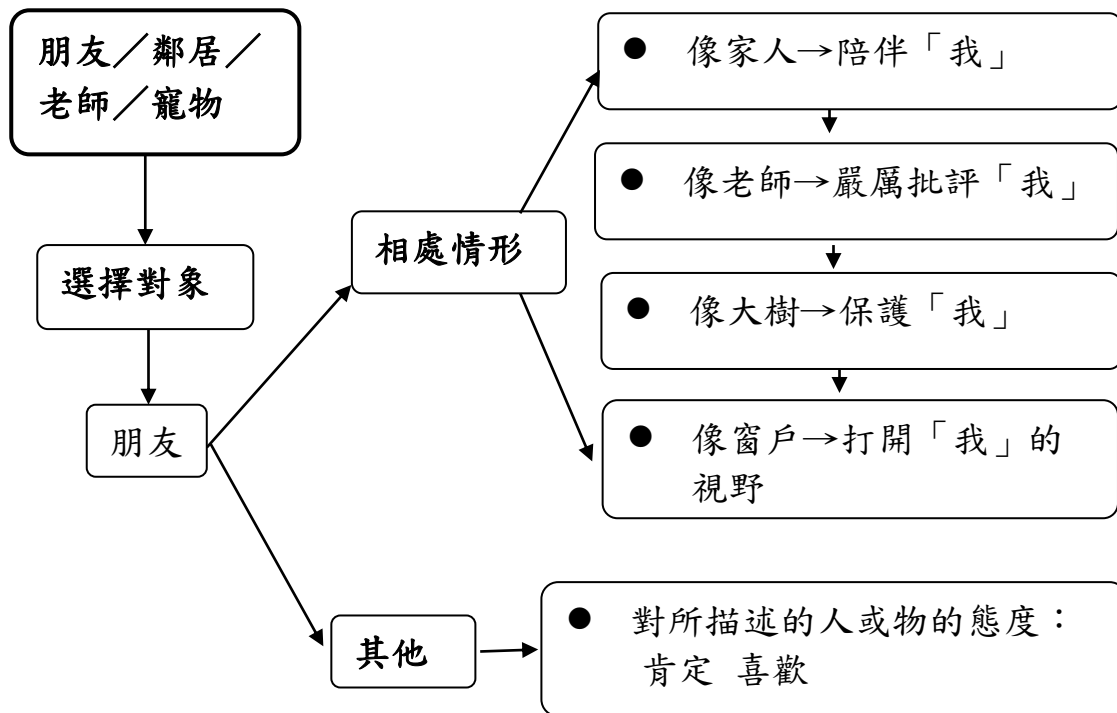 朋友／鄰居／
老師／寵物
選擇對象
朋友
相處情形
● 像家人→陪伴「我」
● 像老師→嚴厲批評「我」
● 像大樹→保護「我」
● 像窗戶→打開「我」的
視野
其他
● 對所描述的人或物的態度：
肯定 喜歡